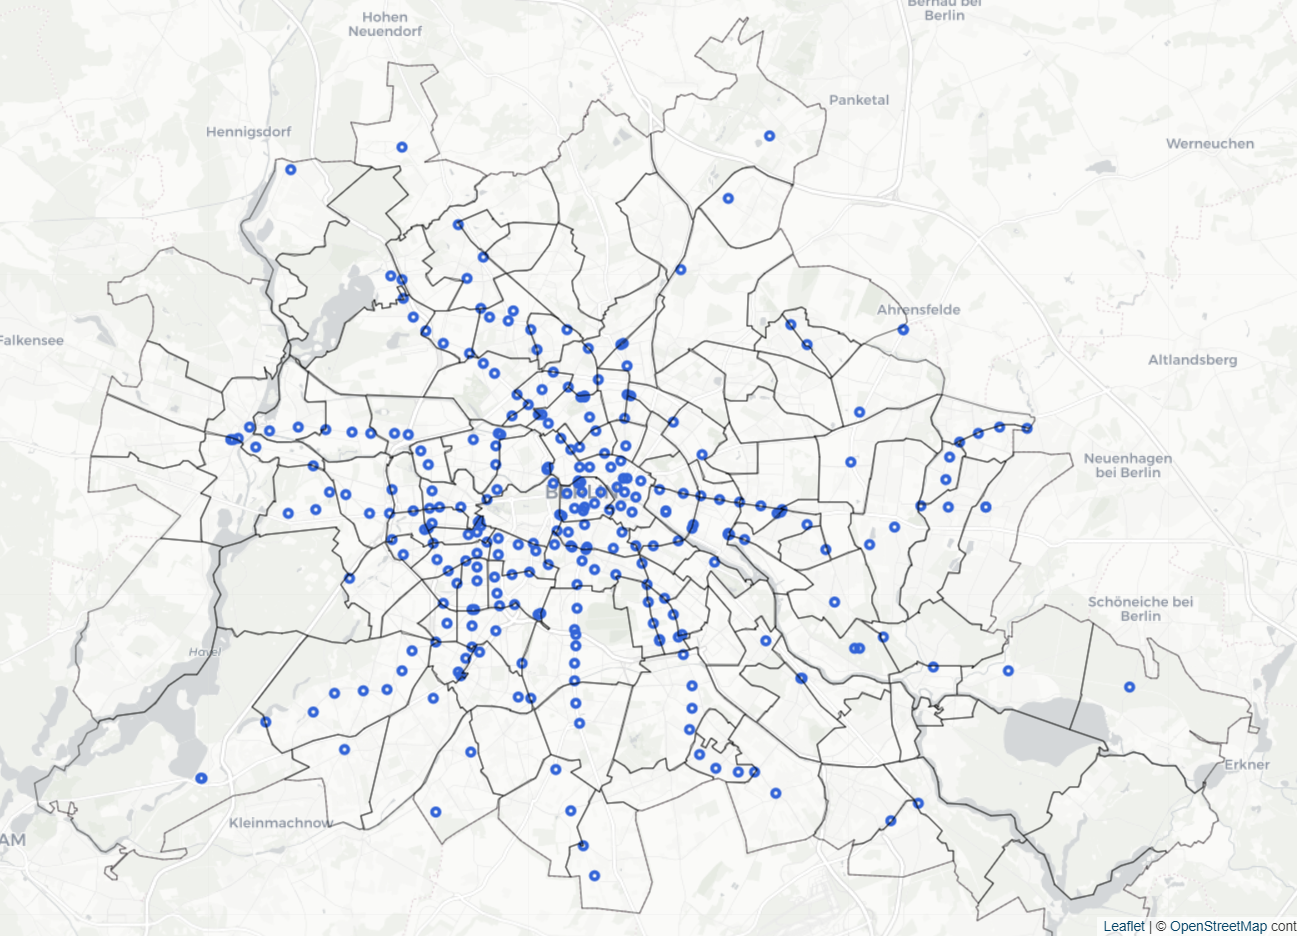 Bernau bei
Berlin
Hohen
Neuendorf
Panketal
Hennigsdorf
Werneuchen
Ahrensfelde
Falkensee
Altlandsberg
Neuenhagen
bei Berlin
BERLIN
Schöneiche bei
Berlin
Havel
Erkner
Kleinmachnow
AM
Leaflet | © OpenStreetMap cont